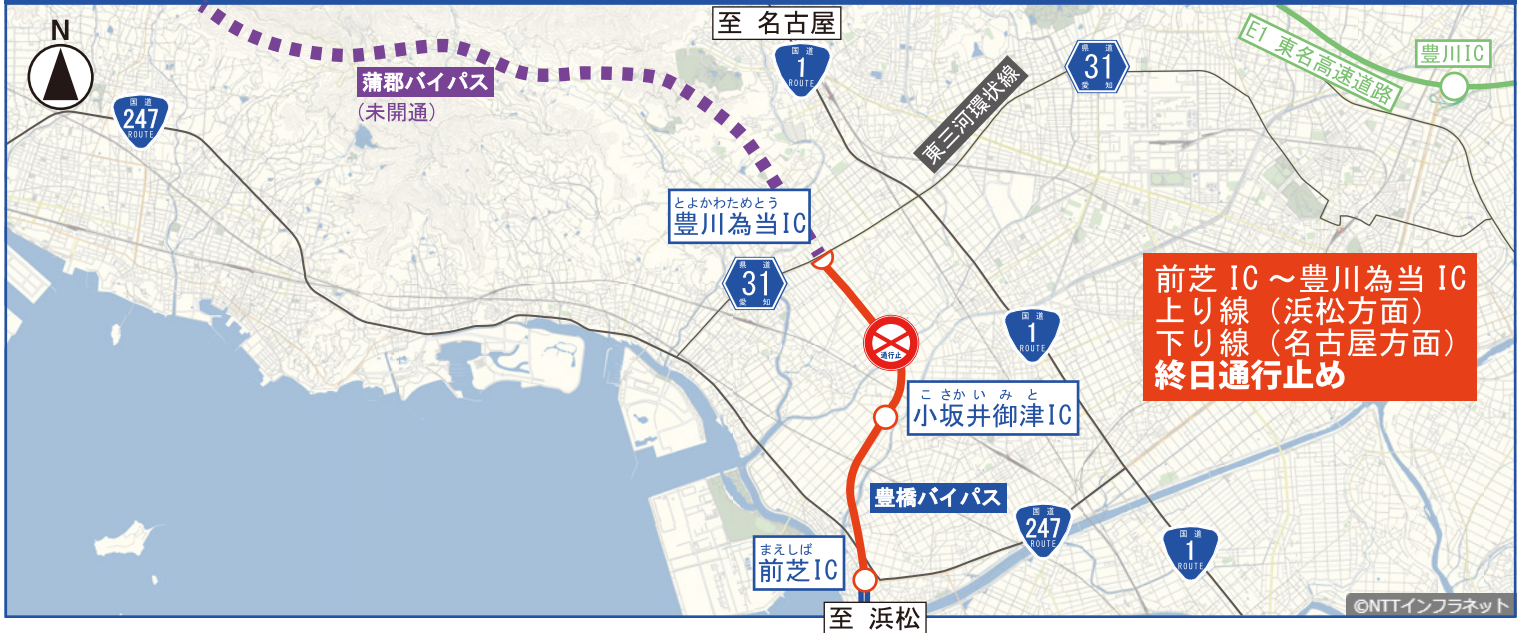 至 名古屋
N
国道
1
ROUTE
E1 東名高速道路
豊川IC
県道
31
愛知
東三河環状線
蒲郡バイパス
(未開通)
国道
247
ROUTE
とよかわためとう
豊川為当IC
県道
31
愛知
前芝 IC ～豊川為当 IC
上り線（浜松方面）
下り線（名古屋方面）
終日通行止め
国道
1
ROUTE
通行止
こさかいみと
小坂井御津IC
豊橋バイパス
国道
247
ROUTE
国道
1
ROUTE
まえしば
前芝IC
至 浜松
©NTTインフラネット